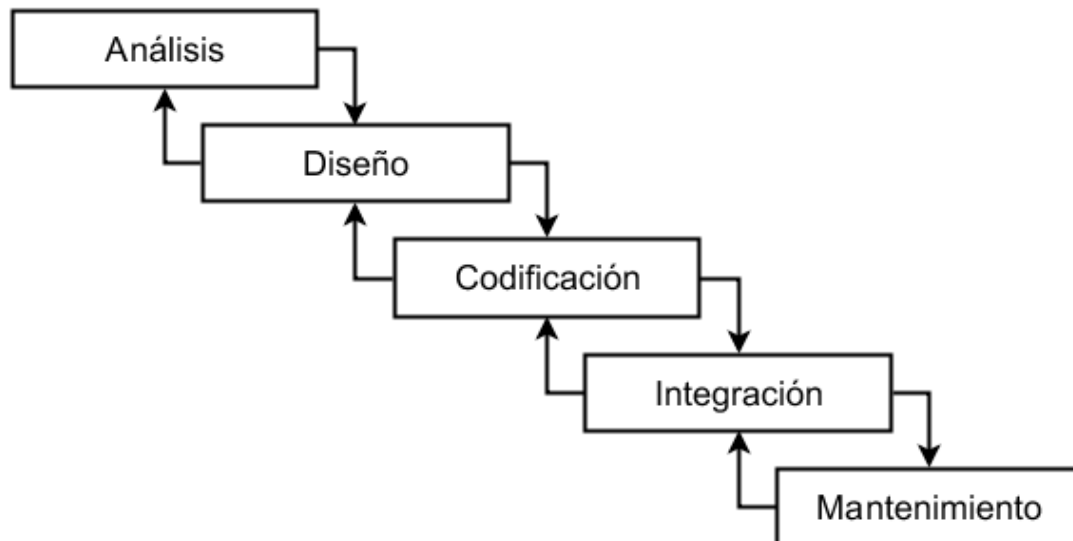 Análisis
Diseño
Codificación
Integración
Mantenimiento